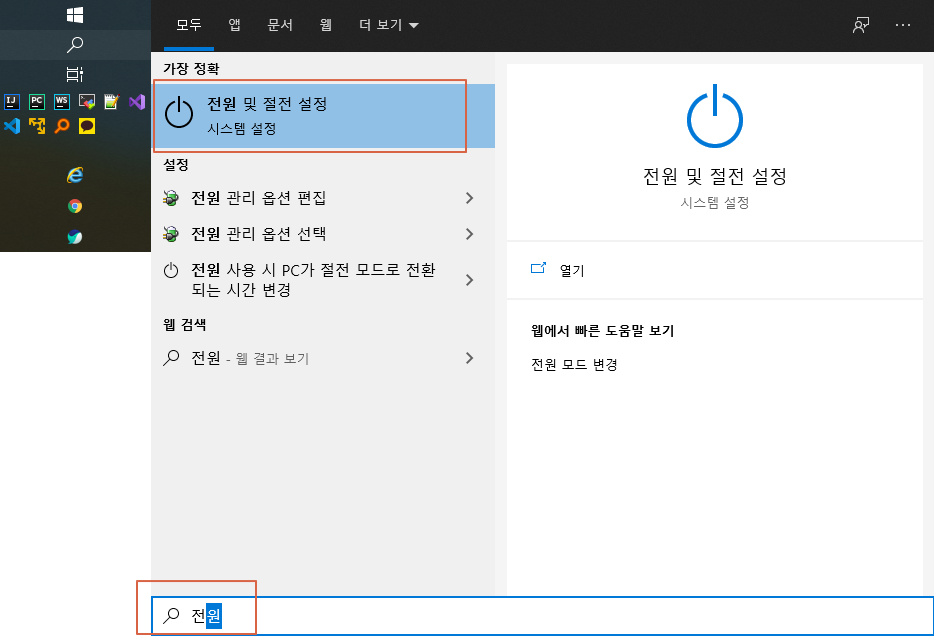 모두 앱 문서 웹 더 보기
가장 정확
전원 및 절전 설정
시스템 설정
설정
전원 관리 옵션 편집
전원 관리 옵션 선택
전원 사용 시 PC가 절전 모드로 전환
되는 시간 변경
웹 검색
전원 - 웹 결과 보기
전원 및 절전 설정
시스템 설정
열기
웹에서 빠른 도움말 보기
전원 모드 변경
IJ PC WS
전원